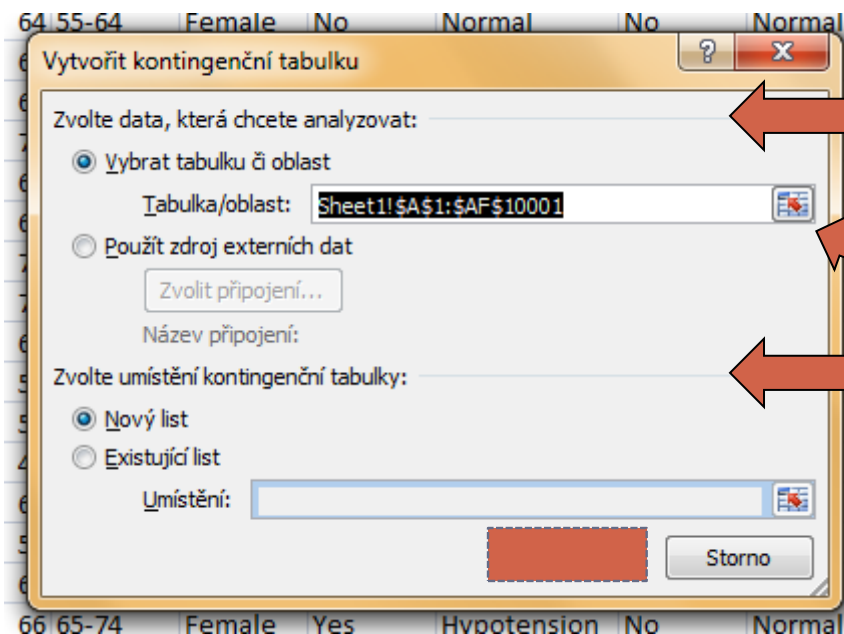 64 55-64 Female No Normal No Normal
Vytvořit kontingenční tabulku
Zvolte data, která chcete analyzovat:
Vybrat tabulku či oblast
Tabulka/oblast: Sheet1!$A$1:$AF$10001
Použít zdroj externích dat
Zvolit připojení...
Název připojení:
Zvolte umístění kontingenční tabulky:
Nový list
Existující list
Umístění:
Storno
66 65-74 Female Yes Hypotension No Normal